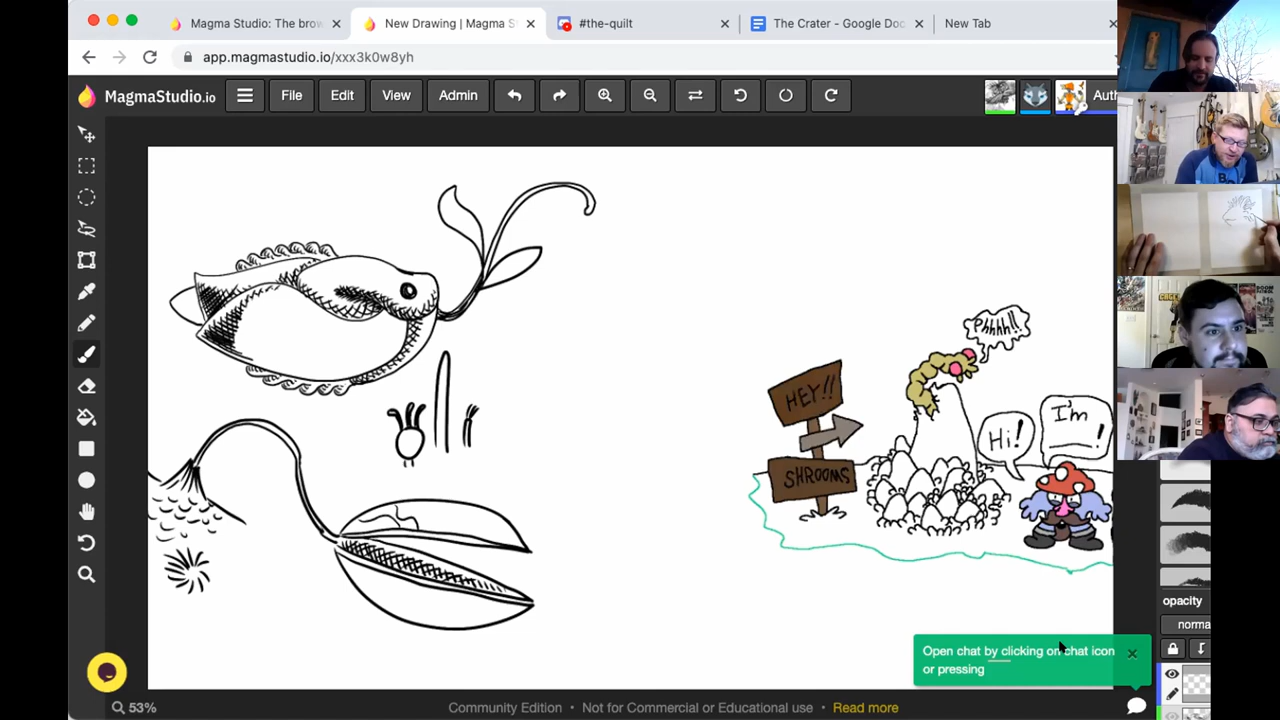 Magma Studio: The brow
New Drawing | Magma S
#the-quilt
The Crater - Google Doc
New Tab
app.magmastudio.io/xxx3k0w8yh
MagmaStudio.io
File
Edit
View
Admin
Auth
Phhhh!!
HEY!!
Hi!
I'm
!
SHROOMS
opacity
norma
Open chat by clicking on chat icon
or pressing
53%
Community Edition • Not for Commercial or Educational use • Read more